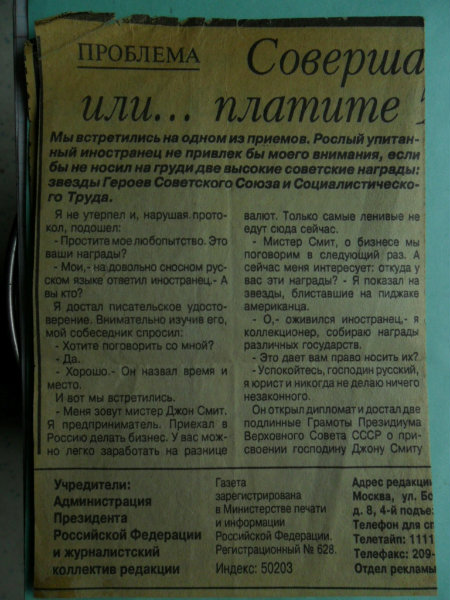 ПРОБЛЕМА
Соверша
или... платите
Мы встретились на одном из приемов. Рослый упитан-
ный иностранец не привлек бы моего внимания, если
бы не носил на груди две высокие советские награды:
звезды Героев Советского Союза и Социалистическо-
го Труда.
Я не утерпел и, нарушая прото-
кол, подошел:
- Простите мое любопытство. Это
ваши награды?
- Мои,- на довольно сносном рус-
ском языке ответил иностранец.- А
вы кто?
Я достал писательское удосто-
верение. Внимательно изучив его,
мой собеседник спросил:
- Хотите поговорить со мной?
- Да.
- Хорошо.- Он назвал время и
место.
И вот мы встретились.
- Меня зовут мистер Джон Смит.
Я предприниматель. Приехал в
Россию делать бизнес. У вас мож-
но легко заработать на разнице
валют. Только самые ленивые не
едут сюда сейчас.
- Мистер Смит, о бизнесе мы
поговорим в следующий раз. А
сейчас меня интересует: откуда у
вас эти награды? - Я показал на
звезды, блиставшие на пиджаке
американца.
- О,- оживился иностранец,- я
коллекционер, собираю награды
различных государств.
- Это дает вам право носить их?
- Успокойтесь, господин русский,
я юрист и никогда не делаю ничего
незаконного.
Он открыл дипломат и достал две
подлинные Грамоты Президиума
Верховного Совета СССР о при-
своении господину Джону Смиту
Учредители:
Администрация
Президента
Российской Федерации
и журналистский
коллектив редакции
Газета
зарегистрирована
в Министерстве печати
и информации
Российской Федерации.
Регистрационный № 628.
Индекс: 50203
Адрес редакци
Москва, ул. Бо
д. 8, 4-й подъе
Телефон для сп
Телетайп: 1111
Телефакс: 209-
Отдел рекламы